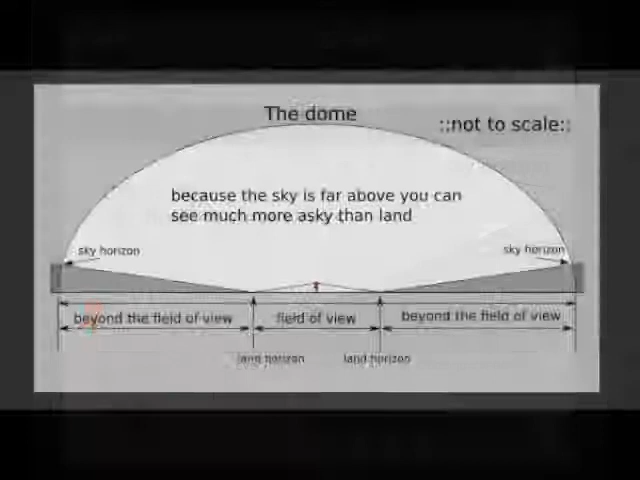 The dome
::not to scale::
because the sky is far above you can
see much more asky than land
sky horizon
sky horizon
beyond the field of view
field of view
beyond the field of view
land horizon
land horizon